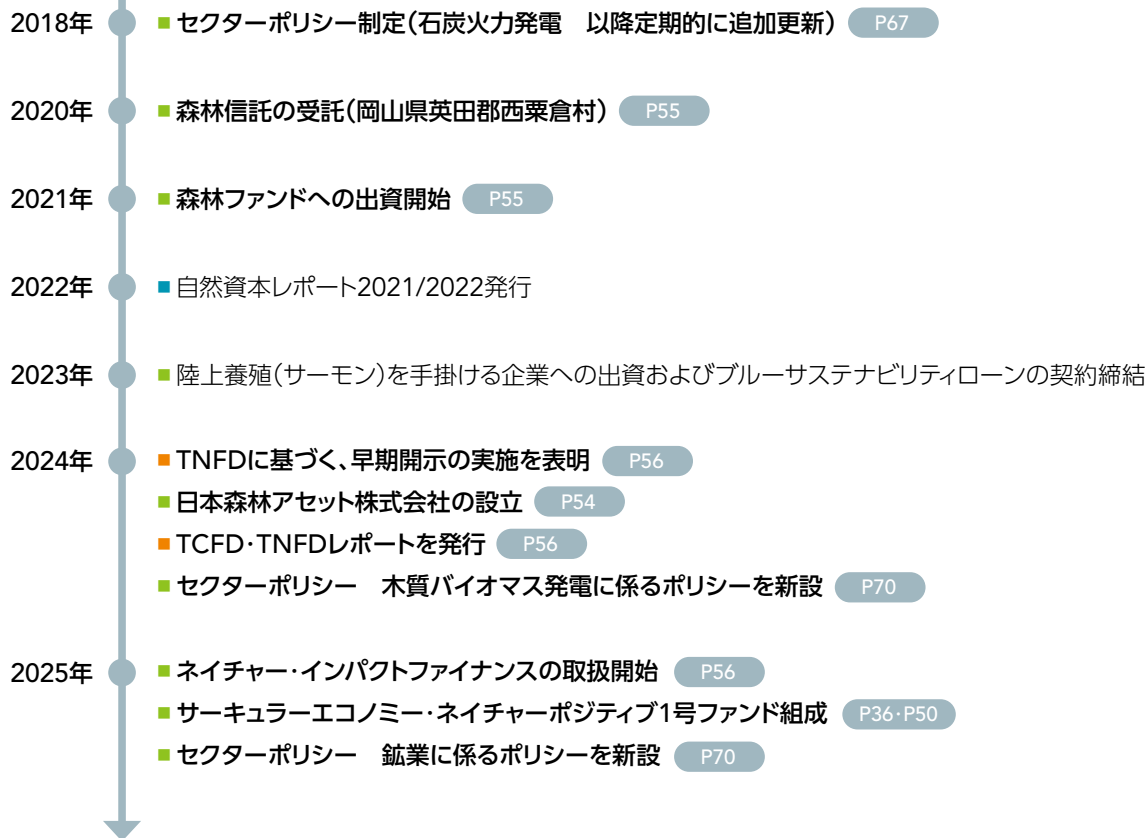 2018年 ■ セクターポリシー制定（石炭火力発電　以降定期的に追加更新） P67
2020年 ■ 森林信託の受託（岡山県英田郡西粟倉村） P55
2021年 ■ 森林ファンドへの出資開始 P55
2022年 ■ 自然資本レポート2021/2022発行
2023年 ■ 陸上養殖（サーモン）を手掛ける企業への出資およびブルーサステナビリティローンの契約締結
2024年 ■ TNFDに基づく、早期開示の実施を表明 P56
■ 日本森林アセット株式会社の設立 P54
■ TCFD・TNFDレポートを発行 P56
■ セクターポリシー　木質バイオマス発電に係るポリシーを新設 P70
2025年 ■ ネイチャー・インパクトファイナンスの取扱開始 P56
■ サーキュラーエコノミー・ネイチャーポジティブ1号ファンド組成 P36・P50
■ セクターポリシー　鉱業に係るポリシーを新設 P70